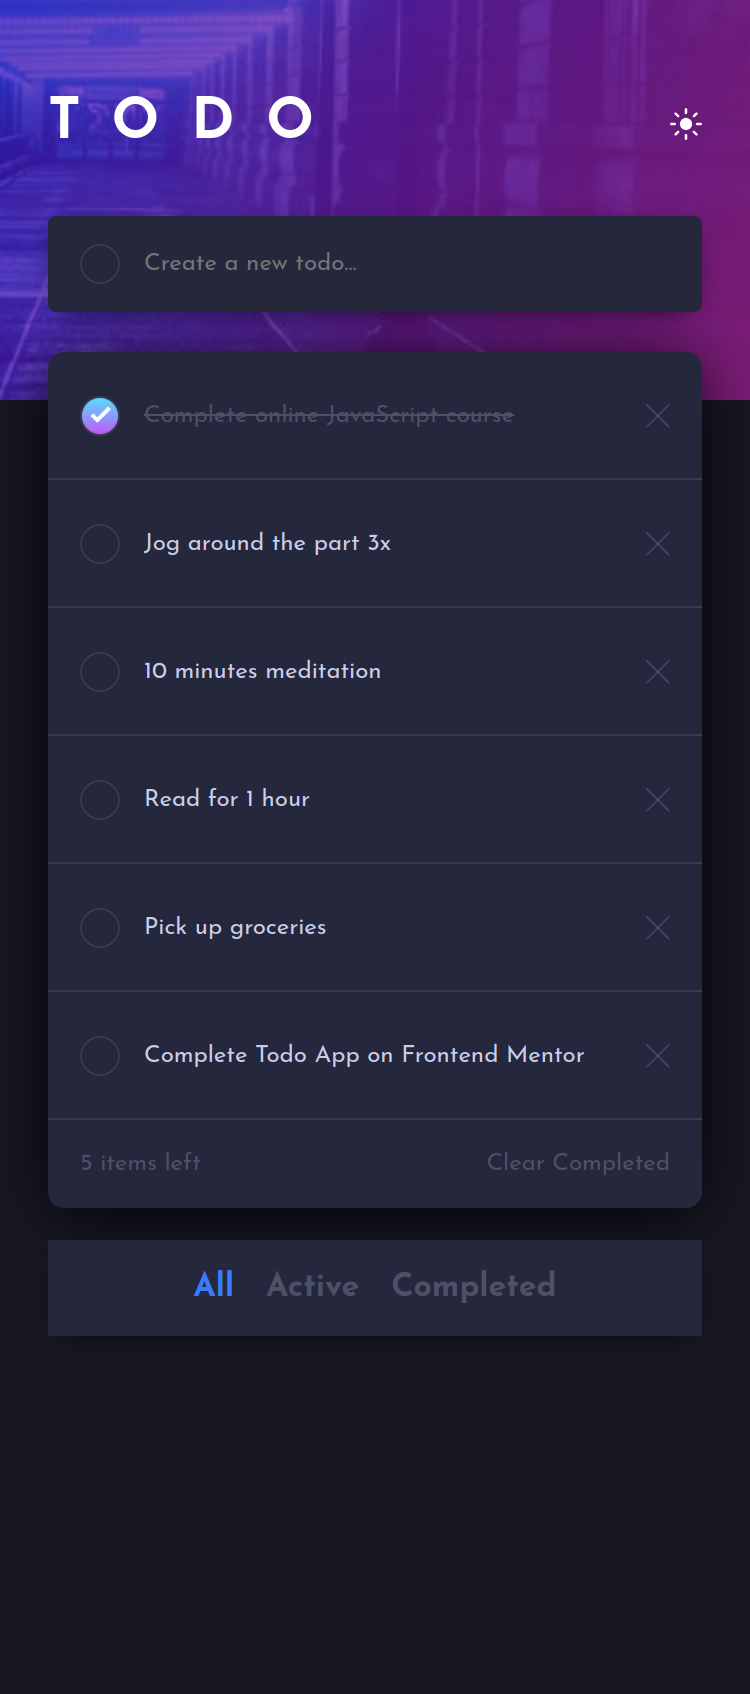 TODO
Create a new todo...
Complete online JavaScript course
Jog around the part 3x
10 minutes meditation
Read for 1 hour
Pick up groceries
Complete Todo App on Frontend Mentor
5 items left Clear Completed
All Active Completed